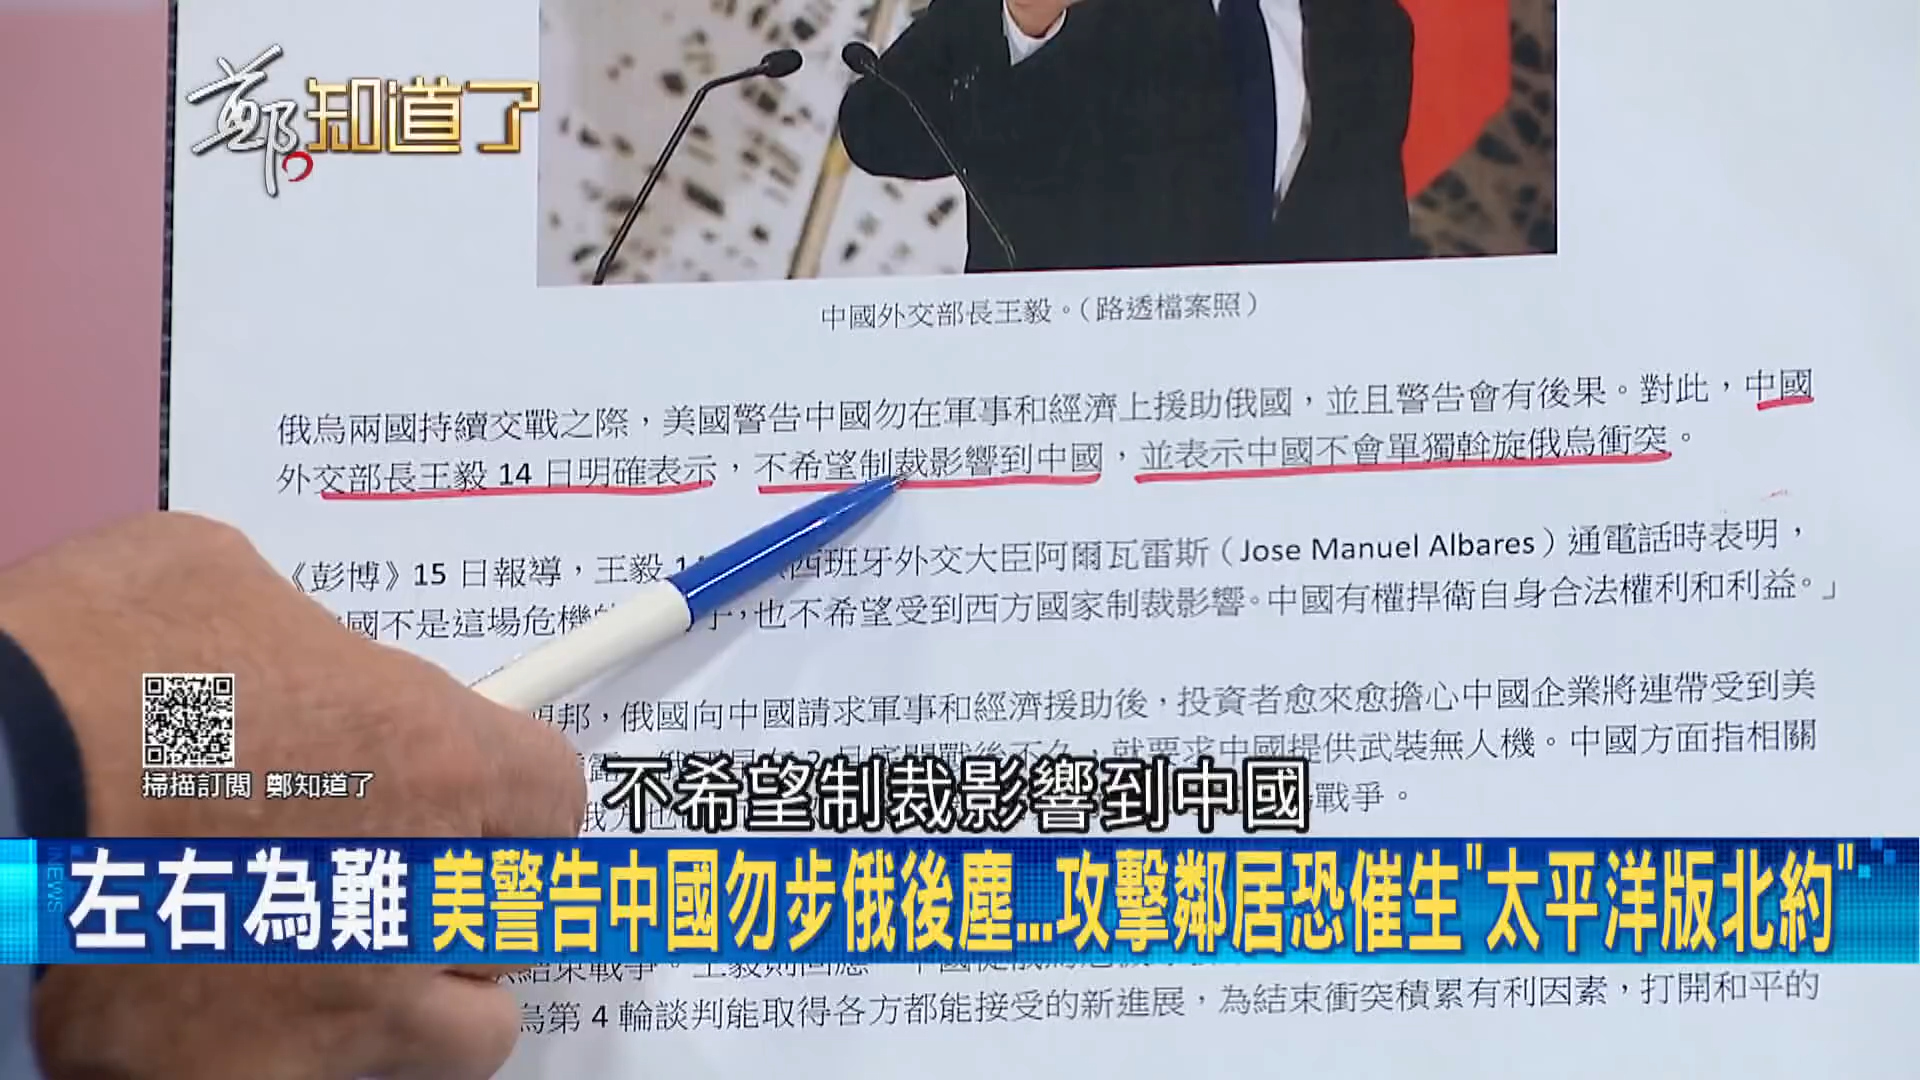 鄭知道了
中國外交部長王毅。(路透檔案照)
俄烏兩國持續交戰之際，美國警告中國勿在軍事和經濟上援助俄國，並且警告會有後果。對此，中國
外交部長王毅 14 日明確表示，不希望制裁影響到中國，並表示中國不會單獨斡旋俄烏衝突。
《彭博》15 日報導，王毅 西班牙外交大臣阿爾瓦雷斯（Jose Manuel Albares）通電話時表明，
國不是這場危機 ，也不希望受到西方國家制裁影響。中國有權捍衛自身合法權利和利益。」
邦，俄國向中國請求軍事和經濟援助後，投資者愈來愈擔心中國企業將連帶受到美
就要求中國提供武裝無人機。中國方面指相關
戰爭。
不希望制裁影響到中國
掃描訂閱 鄭知道了
NEWS
左右為難 美警告中國勿步俄後塵...攻擊鄰居恐催生"太平洋版北約"
結束戰爭。王毅則回應
烏第 4 輪談判能取得各方都能接受的新進展，為結束衝突積累有利因素，打開和平的